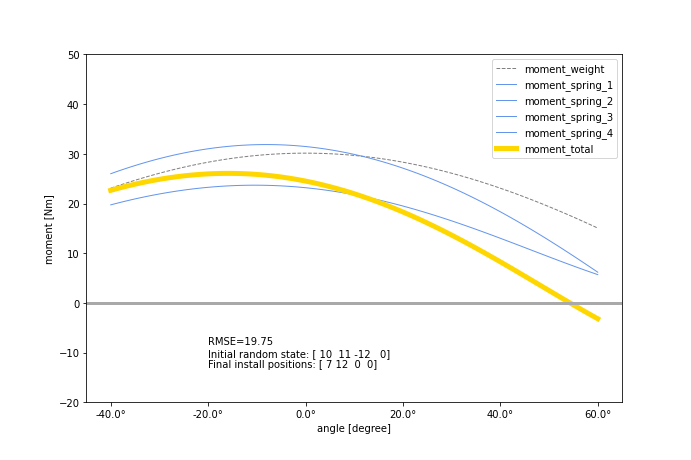 50
40
30
20
10
0
−10
−20
moment [Nm]
moment_weight
moment_spring_1
moment_spring_2
moment_spring_3
moment_spring_4
moment_total
RMSE=19.75
Initial random state: [ 10  11 -12   0]
Final install positions: [ 7 12  0  0]
-40.0° -20.0° 0.0° 20.0° 40.0° 60.0°
angle [degree]